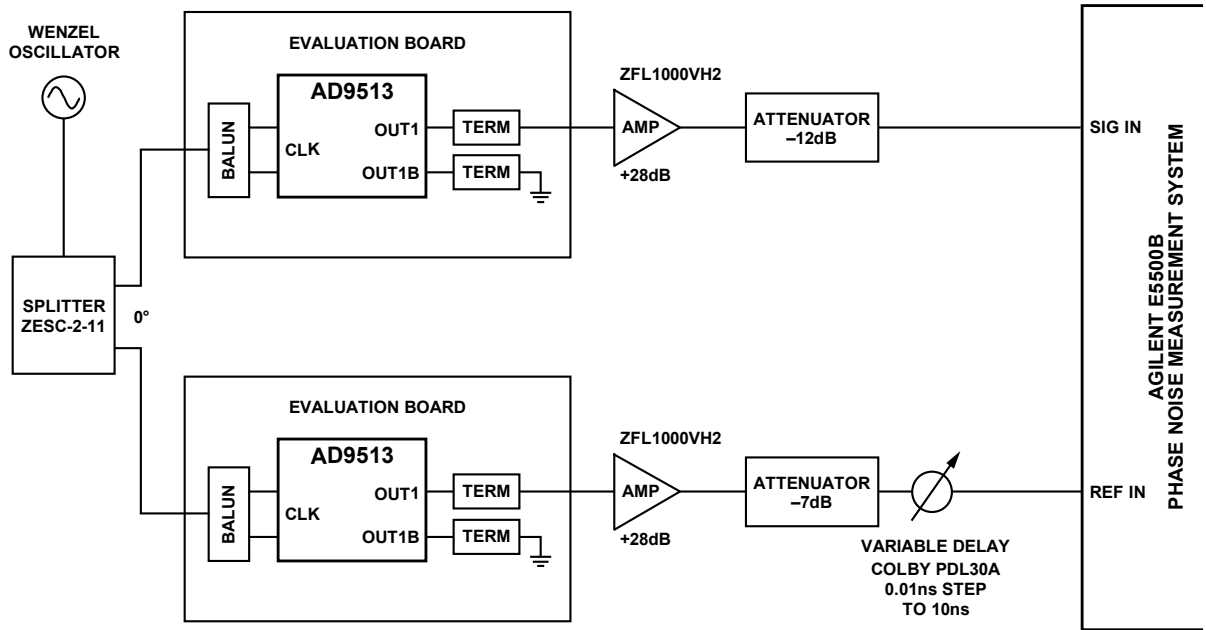 WENZEL
OSCILLATOR
SPLITTER
ZESC-2-11
0°
EVALUATION BOARD
BALUN
AD9513
CLK
OUT1
OUT1B
TERM
TERM
ZFL1000VH2
AMP
+28dB
ATTENUATOR
–12dB
SIG IN
EVALUATION BOARD
BALUN
AD9513
CLK
OUT1
OUT1B
TERM
TERM
ZFL1000VH2
AMP
+28dB
ATTENUATOR
–7dB
VARIABLE DELAY
COLBY PDL30A
0.01ns STEP
TO 10ns
REF IN
AGILENT E5500B
PHASE NOISE MEASUREMENT SYSTEM